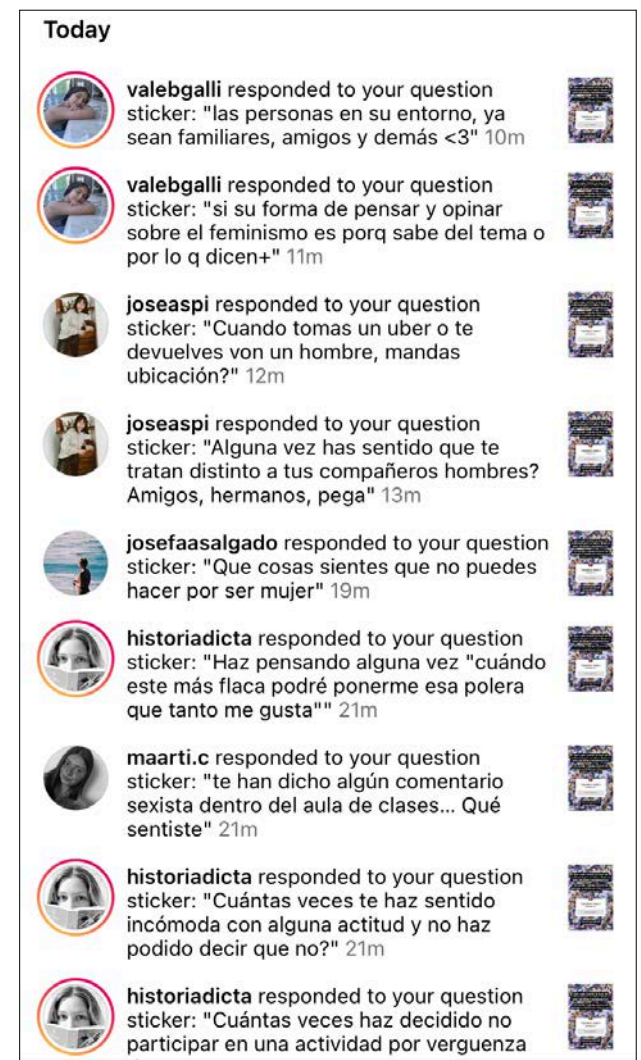 Today
valebgalli responded to your question
sticker: "las personas en su entorno, ya
sean familiares, amigos y demás <3" 10m
valebgalli responded to your question
sticker: "si su forma de pensar y opinar
sobre el feminismo es porq sabe del tema o
por lo q dicen+" 11m
joseaspi responded to your question
sticker: "Cuando tomas un uber o te
devuelves von un hombre, mandas
ubicación?" 12m
joseaspi responded to your question
sticker: "Alguna vez has sentido que te
tratan distinto a tus compañeros hombres?
Amigos, hermanos, pega" 13m
josefaasalgado responded to your question
sticker: "Que cosas sientes que no puedes
hacer por ser mujer" 19m
historiadicta responded to your question
sticker: "Haz pensando alguna vez "cuándo
este más flaca podré ponerme esa polera
que tanto me gusta"" 21m
maarti.c responded to your question
sticker: "te han dicho algún comentario
sexista dentro del aula de clases... Qué
sentiste" 21m
historiadicta responded to your question
sticker: "Cuántas veces te haz sentido
incómoda con alguna actitud y no haz
podido decir que no?" 21m
historiadicta responded to your question
sticker: "Cuántas veces haz decidido no
participar en una actividad por verguenza